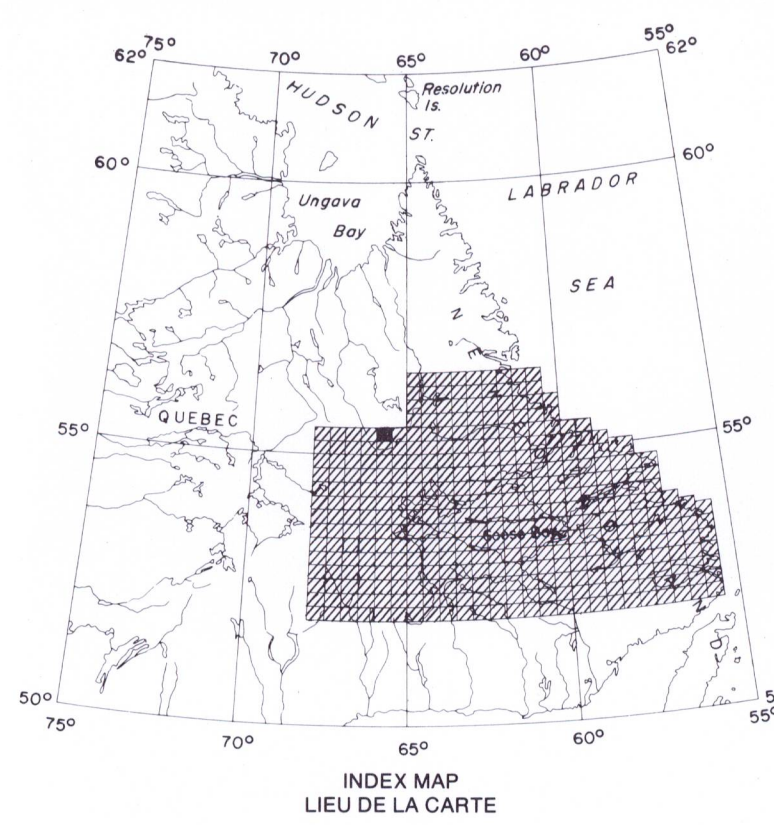 75° 70° 65° 60° 55°
62° 62°
HUDSON
Resolution
Is.
ST.
60° 60°
LABRADOR
Ungava
Bay
SEA
N
E
QUEBEC
55° 55°
Goose Bay
N
D
50° 5
75° 70° 65° 60° 55°
INDEX MAP
LIEU DE LA CARTE